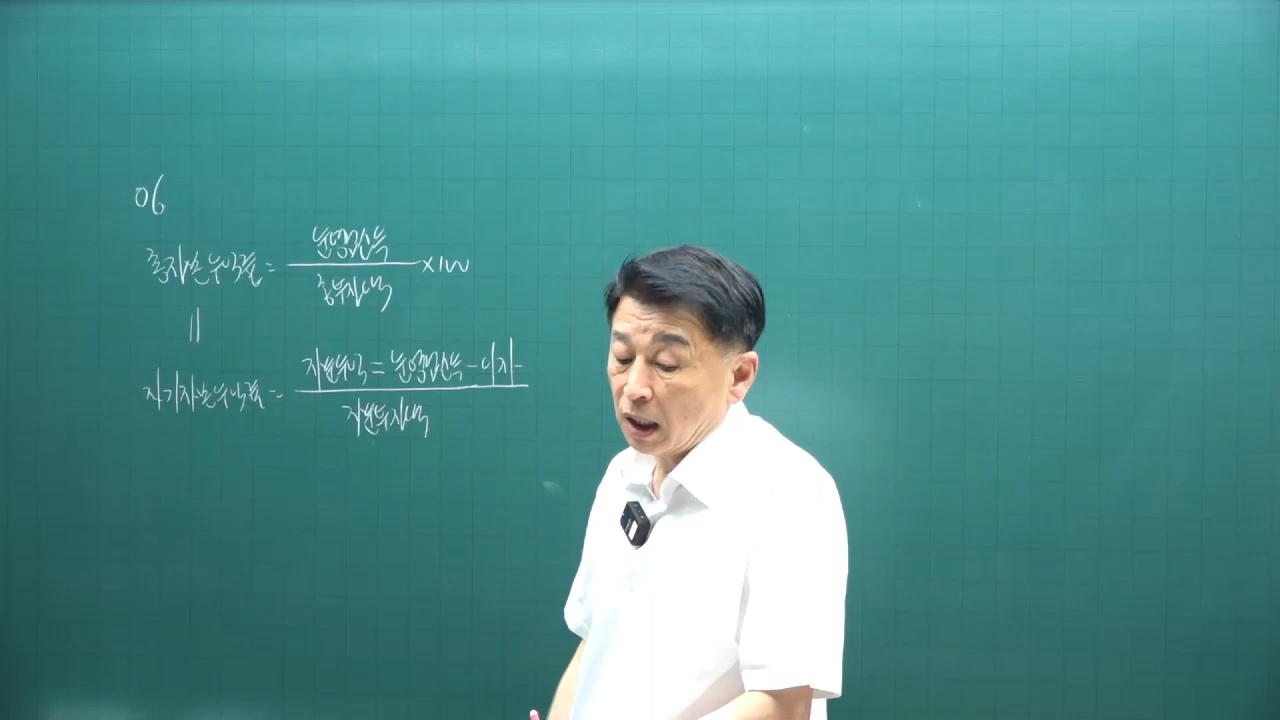 06
총자본수익률 = 순영업소득 / 총투자액 ×100
||
자기자본수익률 = 지분수익 = 순영업소득 - 이자 - / 지분투자액